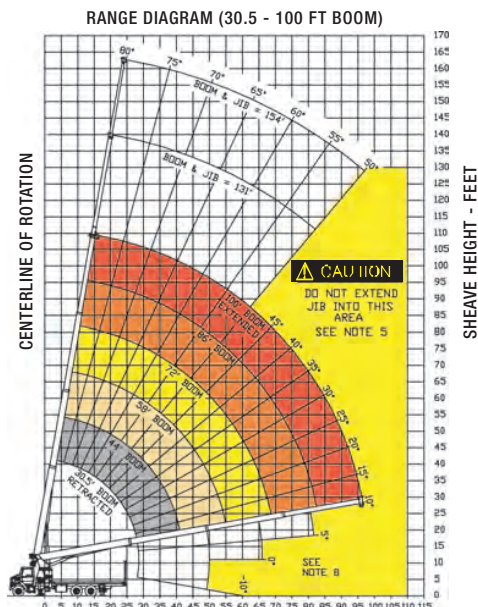 RANGE DIAGRAM (30.5 - 100 FT BOOM)
CENTERLINE OF ROTATION
SHEAVE HEIGHT - FEET
170
165
160
155
150
145
140
135
130
125
120
115
110
105
100
95
90
85
80
75
70
65
60
55
50
45
40
35
30
25
20
15
10
5
0
80°
75°
70°
65°
60°
55°
50°
BOOM & JIB = 154'
BOOM & JIB = 131'
CAUTION
DO NOT EXTEND
JIB INTO THIS
AREA
SEE NOTE 5
100' BOOM
EXTENDED
86' BOOM
72' BOOM
58' BOOM
44' BOOM
30.5' BOOM
RETRACTED
45°
40°
35°
30°
25°
20°
15°
10°
5°
0°
-10°
SEE
NOTE 8
0 5 10 15 20 25 30 35 40 45 50 55 60 65 70 75 80 85 90 95 100 105 110 115